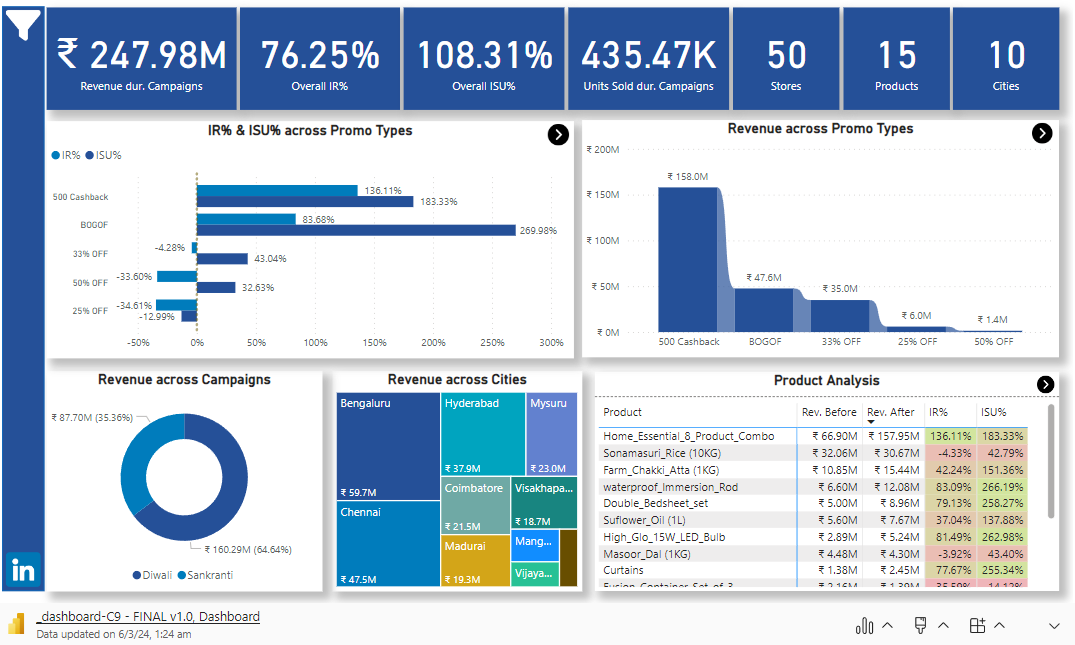 ₹ 247.98M
Revenue dur. Campaigns
76.25%
Overall IR%
108.31%
Overall ISU%
435.47K
Units Sold dur. Campaigns
50
Stores
15
Products
10
Cities
IR% & ISU% across Promo Types
IR% ISU%
500 Cashback
136.11%
183.33%
BOGOF
83.68%
269.98%
33% OFF
-4.28%
43.04%
50% OFF
-33.60%
32.63%
25% OFF
-34.61%
-12.99%
-50% 0% 50% 100% 150% 200% 250% 300%
Revenue across Promo Types
₹ 200M
₹ 150M
₹ 100M
₹ 50M
₹ 0M
₹ 158.0M
₹ 47.6M
₹ 35.0M
₹ 6.0M
₹ 1.4M
500 Cashback BOGOF 33% OFF 25% OFF 50% OFF
Revenue across Campaigns
₹ 87.70M (35.36%)
₹ 160.29M (64.64%)
Diwali Sankranti
Revenue across Cities
Bengaluru
₹ 59.7M
Chennai
₹ 47.5M
Hyderabad
₹ 37.9M
Mysuru
₹ 23.0M
Coimbatore
₹ 21.5M
Visakhapa...
₹ 18.7M
Madurai
₹ 19.3M
Mang...
Vijaya...
Product Analysis
Product Rev. Before Rev. After IR% ISU%
Home_Essential_8_Product_Combo ₹ 66.90M ₹ 157.95M 136.11% 183.33%
Sonamasuri_Rice (10KG) ₹ 32.06M ₹ 30.67M -4.33% 42.79%
Farm_Chakki_Atta (1KG) ₹ 10.85M ₹ 15.44M 42.24% 151.36%
waterproof_Immersion_Rod ₹ 6.60M ₹ 12.08M 83.09% 266.19%
Double_Bedsheet_set ₹ 5.00M ₹ 8.96M 79.13% 258.27%
Suflower_Oil (1L) ₹ 5.60M ₹ 7.67M 37.04% 137.88%
High_Glo_15W_LED_Bulb ₹ 2.89M ₹ 5.24M 81.49% 262.98%
Masoor_Dal (1KG) ₹ 4.48M ₹ 4.30M -3.92% 43.40%
Curtains ₹ 1.38M ₹ 2.45M 77.67% 255.34%
Fusion_Container_Set_of_3 ₹ 2.16M ₹ 1.39M -35.59% -14.12%
in
_dashboard-C9 - FINAL v1.0, Dashboard
Data updated on 6/3/24, 1:24 am